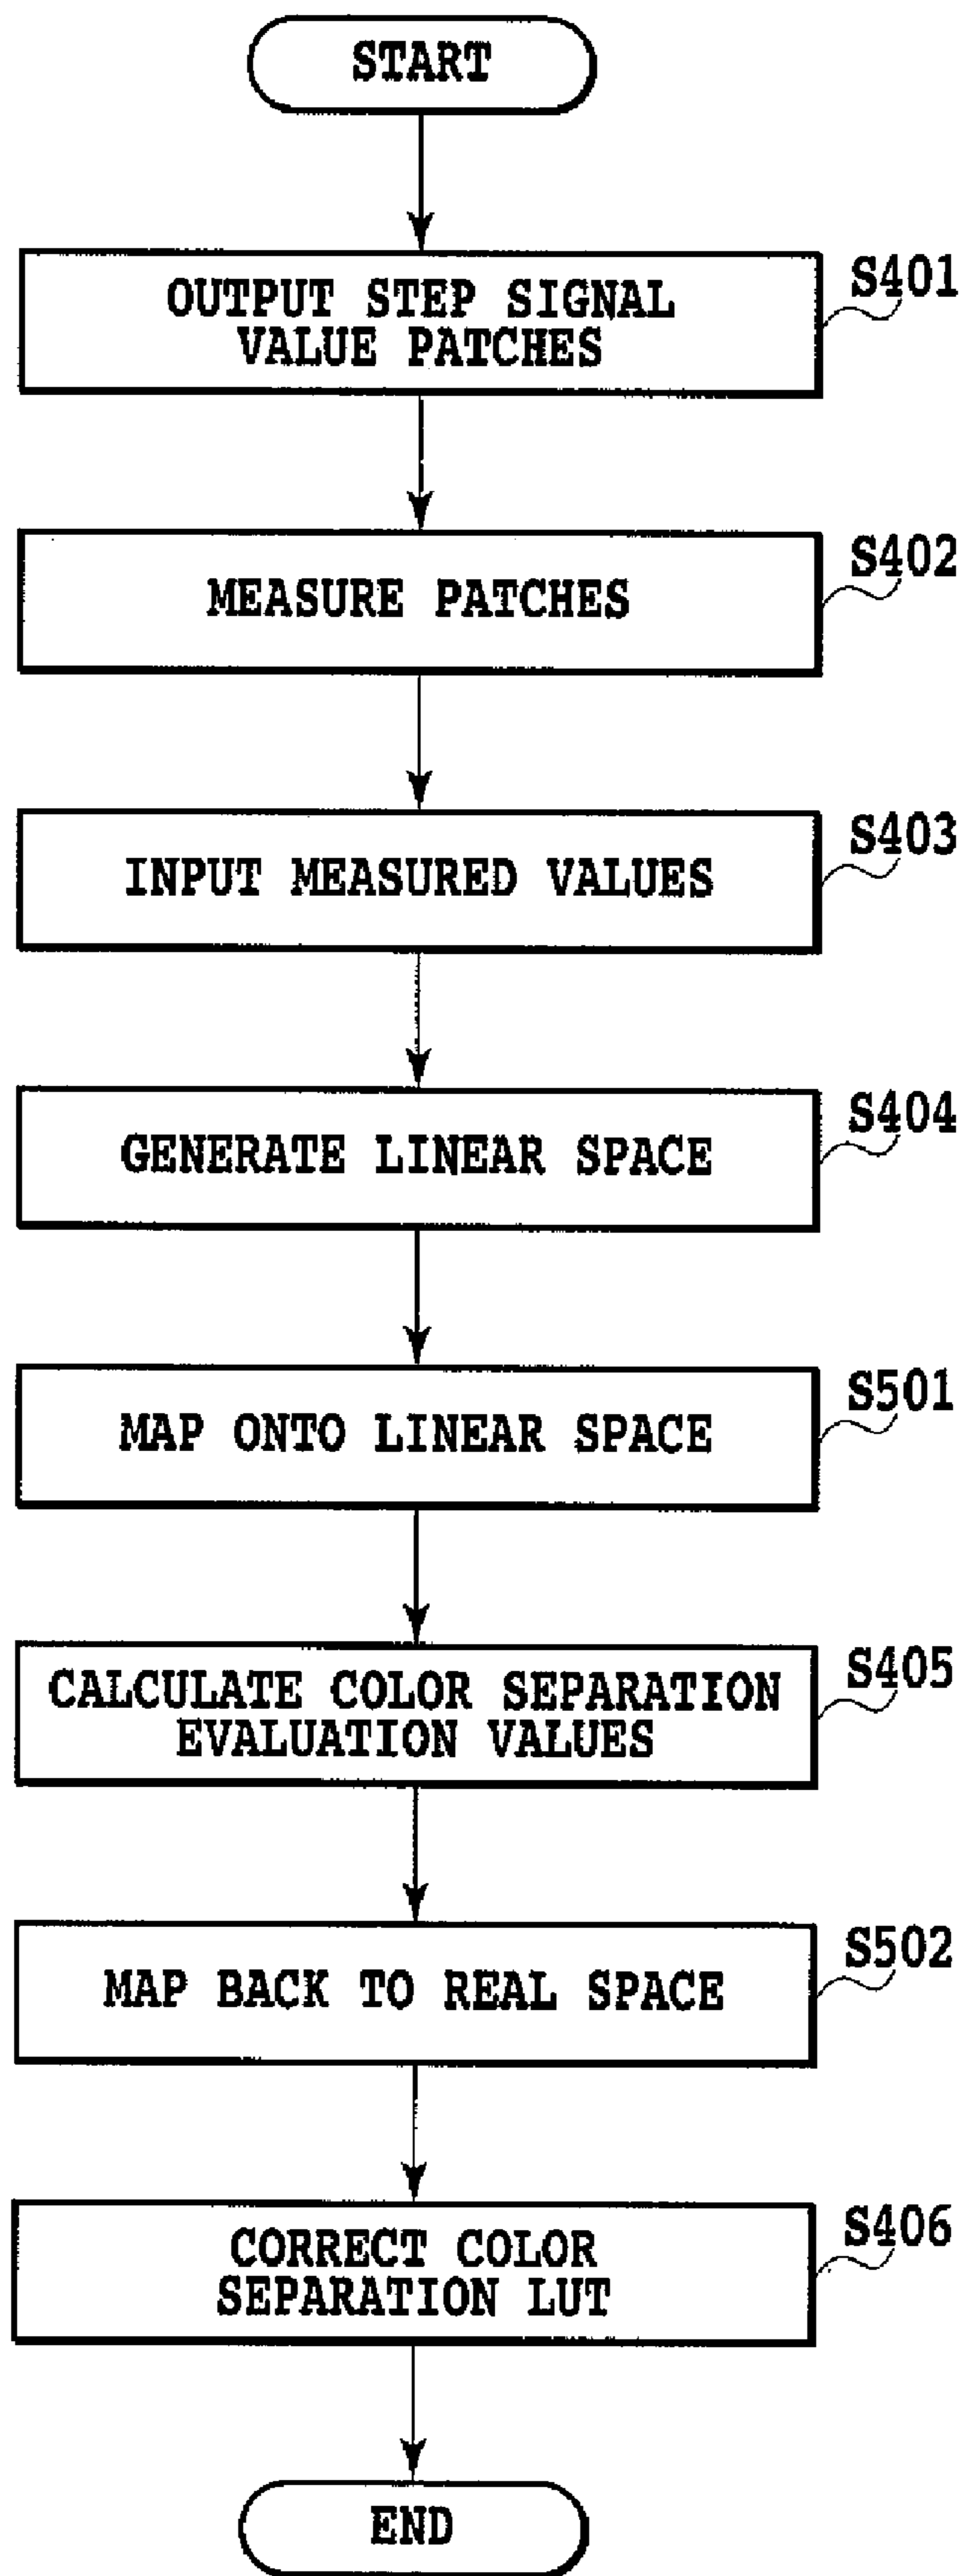 START
OUTPUT STEP SIGNAL
VALUE PATCHES
S401
MEASURE PATCHES
S402
INPUT MEASURED VALUES
S403
GENERATE LINEAR SPACE
S404
MAP ONTO LINEAR SPACE
S501
CALCULATE COLOR SEPARATION
EVALUATION VALUES
S405
MAP BACK TO REAL SPACE
S502
CORRECT COLOR
SEPARATION LUT
S406
END